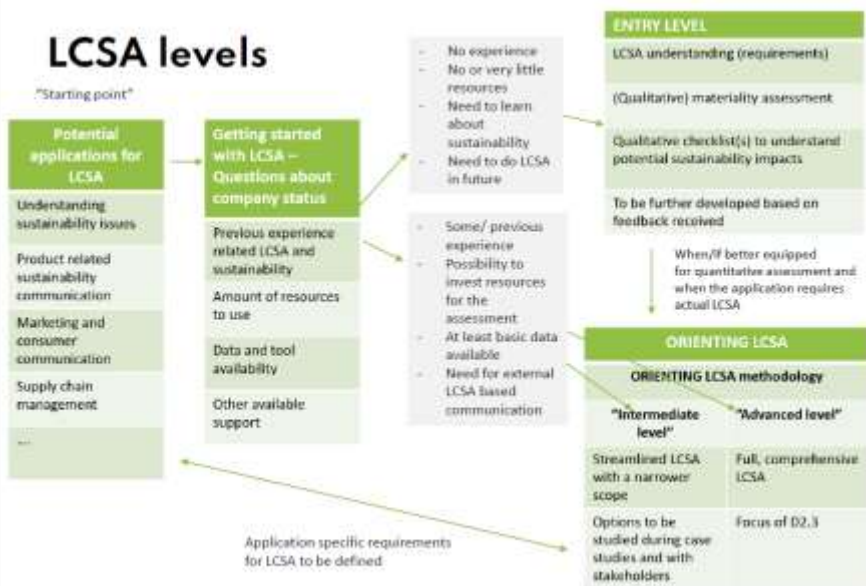 LCSA levels
"Starting point"
Potential
applications for
LCSA
Understanding
sustainability issues
Product related
sustainability
communication
Marketing and
consumer
communication
Supply chain
management
....
Getting started
with LCSA –
Questions about
company status
Previous experience
related LCSA and
sustainability
Amount of resources
to use
Data and tool
availability
Other available
support
- No experience
- No or very little
resources
- Need to learn
about
sustainability
- Need to do LCSA
in future
- Some/ previous
experience
- Possibility to
invest resources
for the
assessment
- At least basic data
available
- Need for external
LCSA based
communication
ENTRY LEVEL
LCSA understanding (requirements)
(Qualitative) materiality assessment
Qualitative checklist(s) to understand
potential sustainability impacts
To be further developed based on
feedback received
When/if better equipped
for quantitative assessment and
when the application requires
actual LCSA
ORIENTING LCSA
ORIENTING LCSA methodology
"Intermediate
level"
"Advanced level"
Streamlined LCSA
with a narrower
scope
Full, comprehensive
LCSA
Options to be
studied during case
studies and with
stakeholders
Focus of D2.3
Application specific requirements
for LCSA to be defined